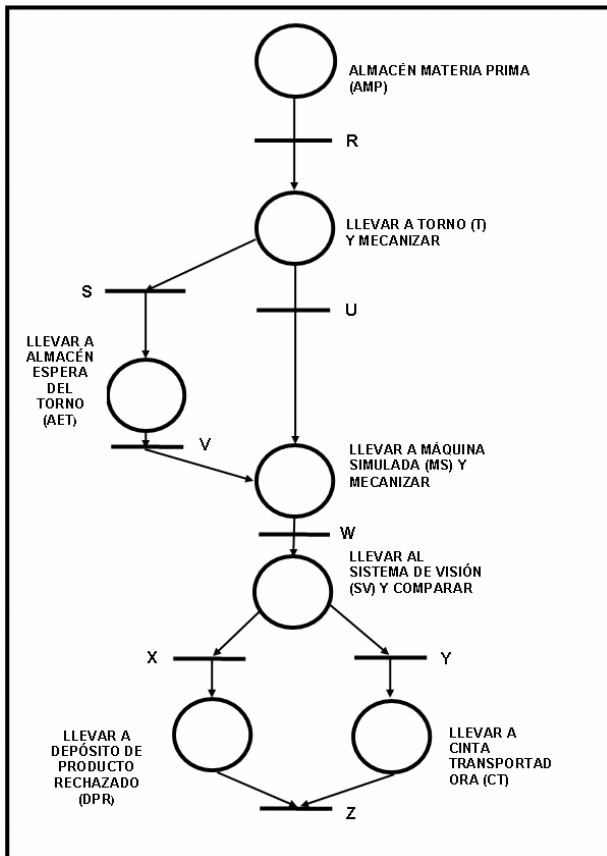 ALMACÉN MATERIA PRIMA
(AMP)
R
LLEVAR A TORNO (T)
Y MECANIZAR
S
U
LLEVAR A
ALMACÉN
ESPERA
DEL
TORNO
(AET)
V
LLEVAR A MÁQUINA
SIMULADA (MS) Y
MECANIZAR
W
LLEVAR AL
SISTEMA DE VISIÓN
(SV) Y COMPARAR
X
Y
LLEVAR A
DEPÓSITO DE
PRODUCTO
RECHAZADO
(DPR)
LLEVAR A
CINTA
TRANSPORTAD
ORA (CT)
Z